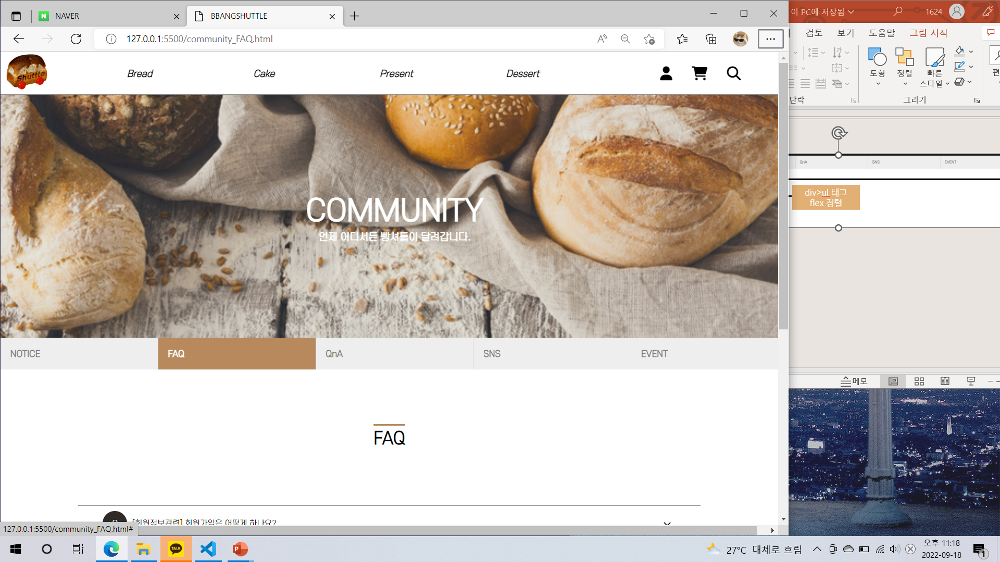 NAVER
BBANGSHUTTLE
이 PC에 저장됨
1624
127.0.0.1:5500/community_FAQ.html
검토
보기
도움말
그림 서식
Shuttle
Bread
Cake
Present
Dessert
도형
정렬
빠른
스타일
편
단락
그리기
QnA
SNS
EVENT
div>ul 태그
flex 정렬
COMMUNITY
언제 어디서든 빵셔틀이 달려갑니다.
NOTICE
FAQ
QnA
SNS
EVENT
메모
FAQ
[회원정보관련] 회원가입은 어떻게 하나요?
127.0.0.1:5500/community_FAQ.html#
TALK
27°C 대체로 흐림
오후 11:18
2022-09-18
1